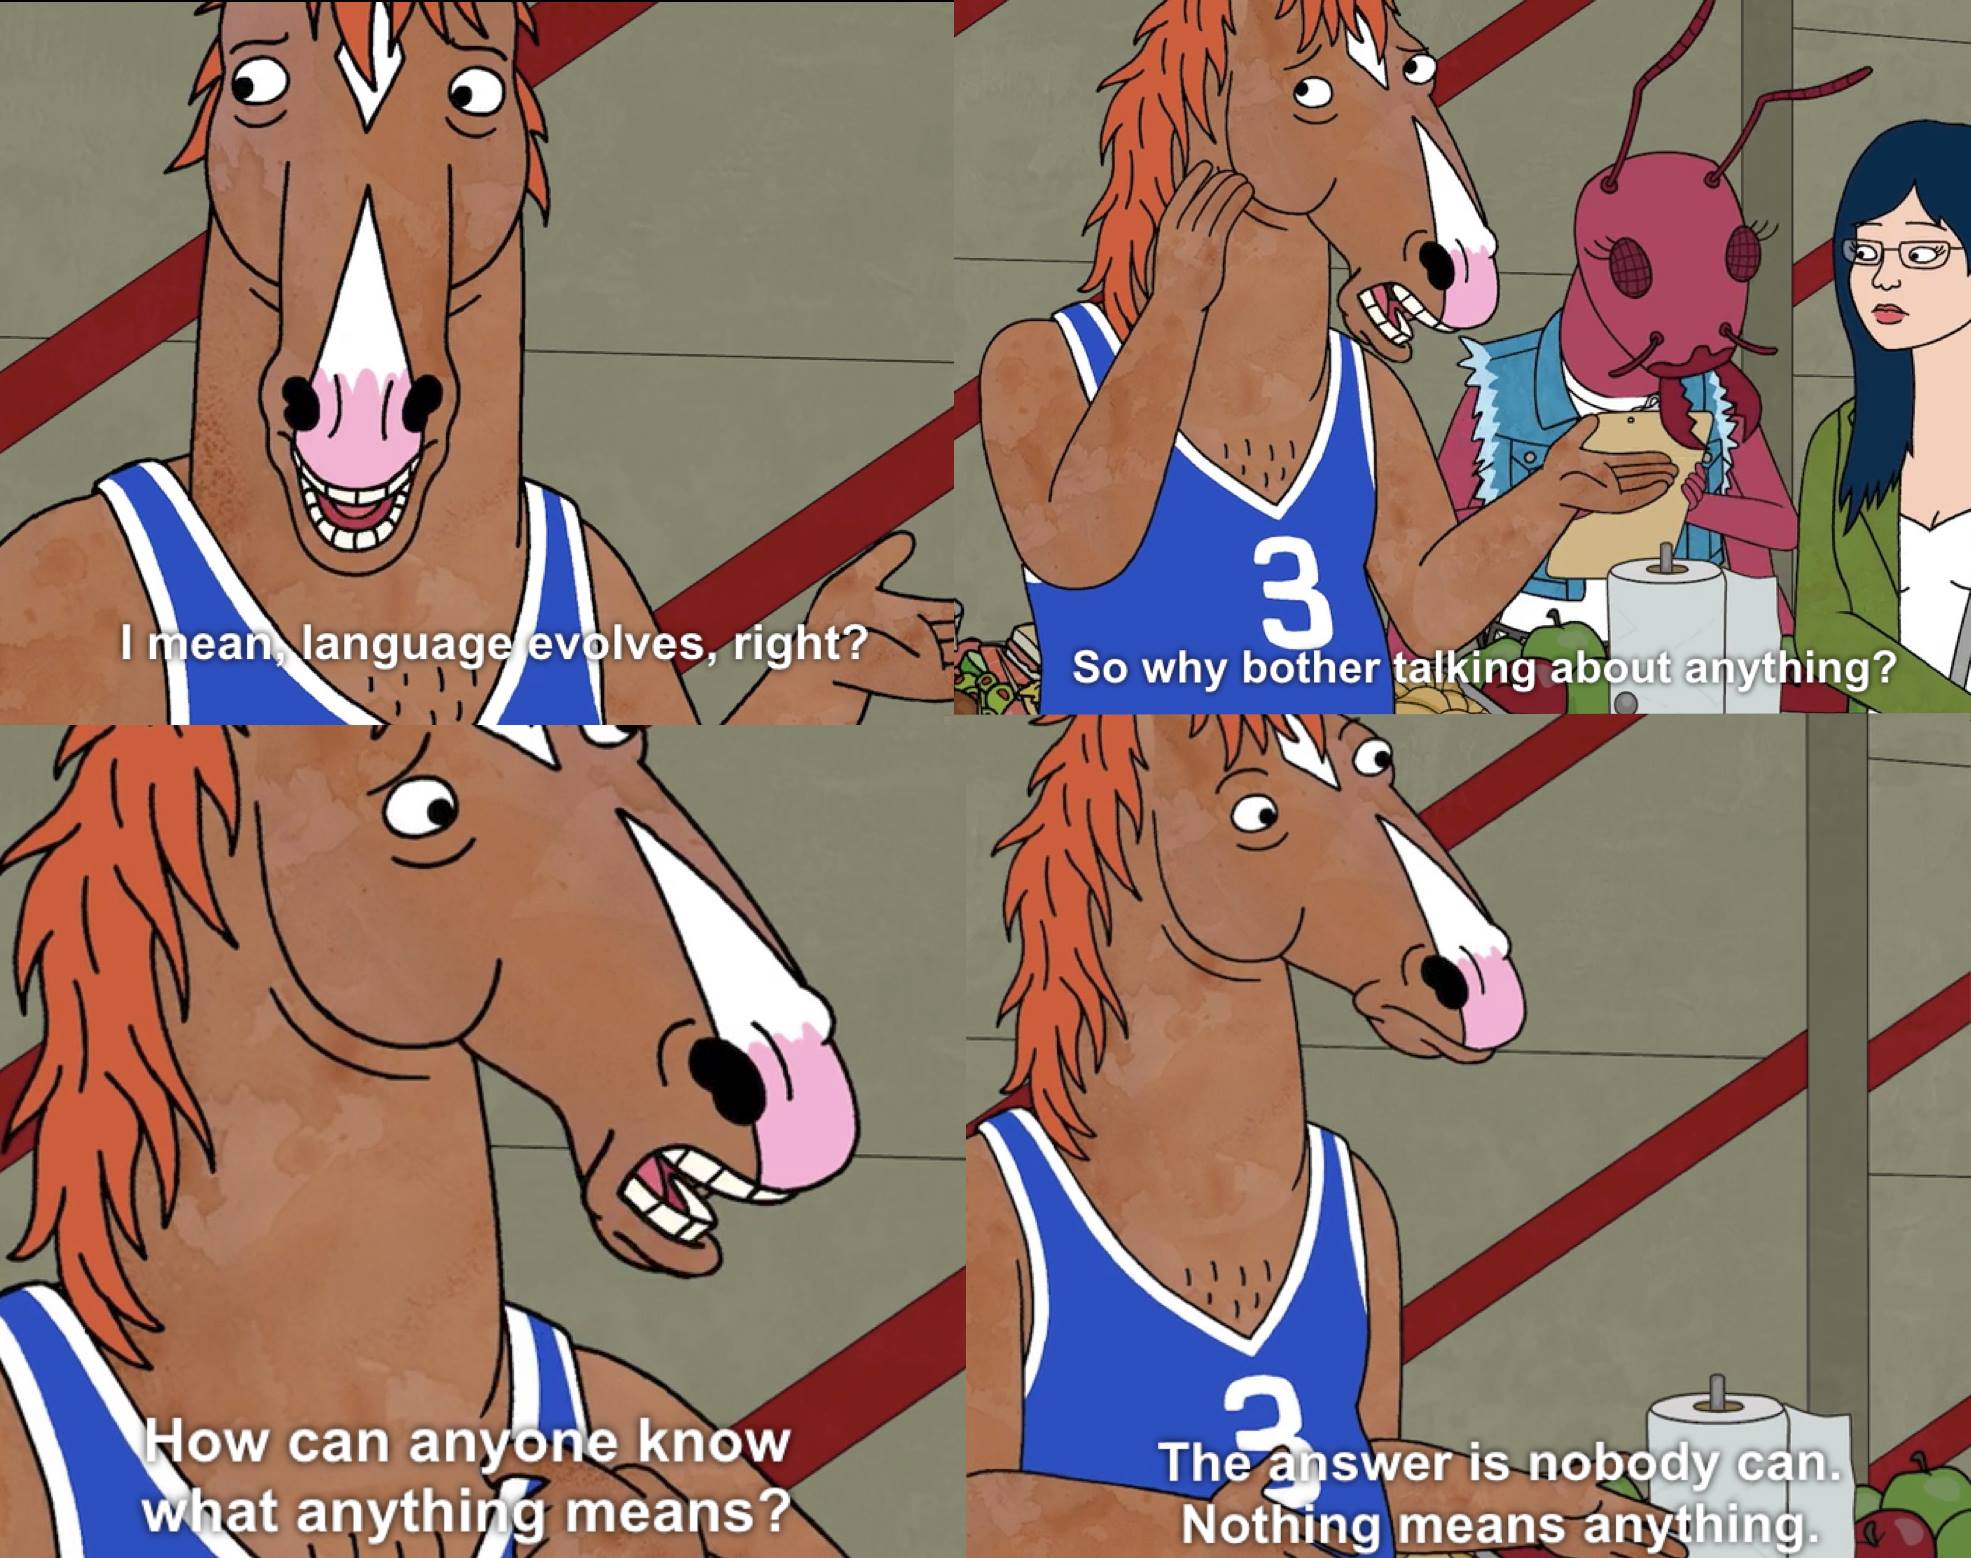 I mean, language evolves, right?
3
So why bother talking about anything?
How can anyone know
what anything means?
3
The answer is nobody can.
Nothing means anything.